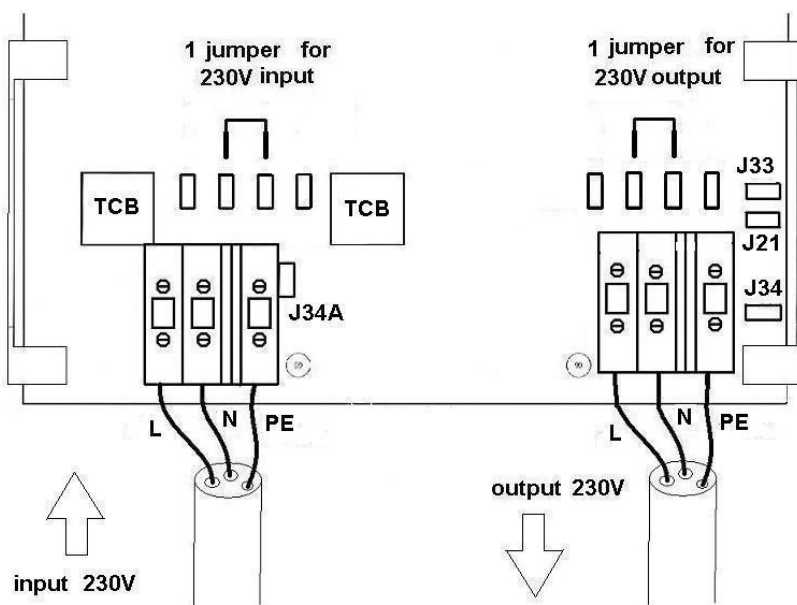 1 jumper for
230V input
1 jumper for
230V output
TCB
TCB
J33
J21
J34A
J34
L
N
PE
L
N
PE
input 230V
output 230V